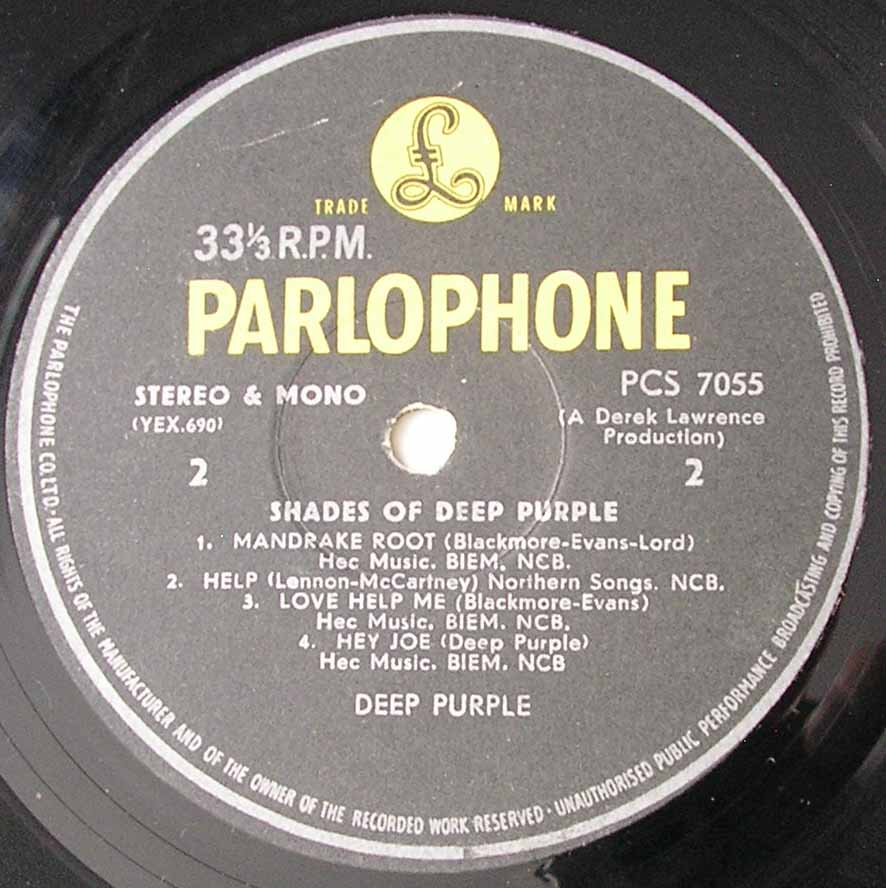 £
TRADE MARK
33⅓ R.P.M.
PARLOPHONE
STEREO & MONO
(YEX.690)
2
PCS 7055
(A Derek Lawrence
Production)
2
SHADES OF DEEP PURPLE
1. MANDRAKE ROOT (Blackmore-Evans-Lord)
Hec Music. BIEM. NCB.
2. HELP (Lennon-McCartney) Northern Songs. NCB.
3. LOVE HELP ME (Blackmore-Evans)
Hec Music. BIEM. NCB.
4. HEY JOE (Deep Purple)
Hec Music. BIEM. NCB
DEEP PURPLE
THE PARLOPHONE CO. LTD. · ALL RIGHTS OF THE MANUFACTURER AND OF THE OWNER OF THE RECORDED WORK RESERVED · UNAUTHORISED PUBLIC PERFORMANCE BROADCASTING AND COPYING OF THIS RECORD PROHIBITED